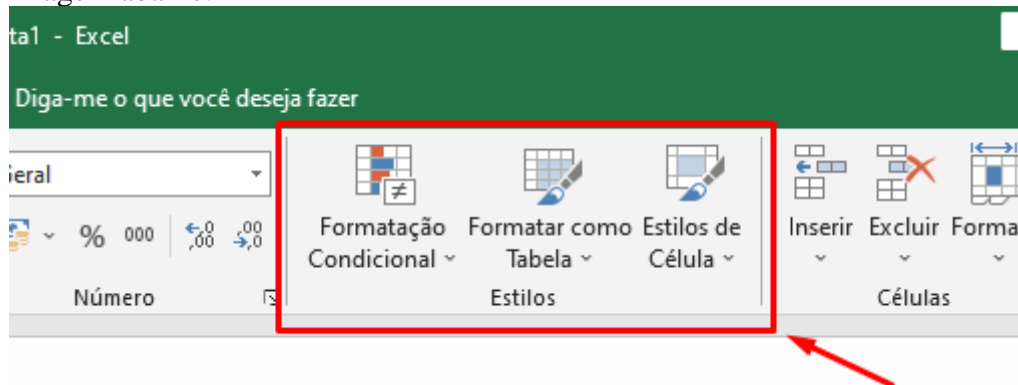 ta1 - Excel
Diga-me o que você deseja fazer
Geral
% 000 ←0 ,00 ,00 →,0
Formatação Condicional
Formatar como Tabela
Estilos de Célula
Inserir Excluir Forma
Número
Estilos
Células